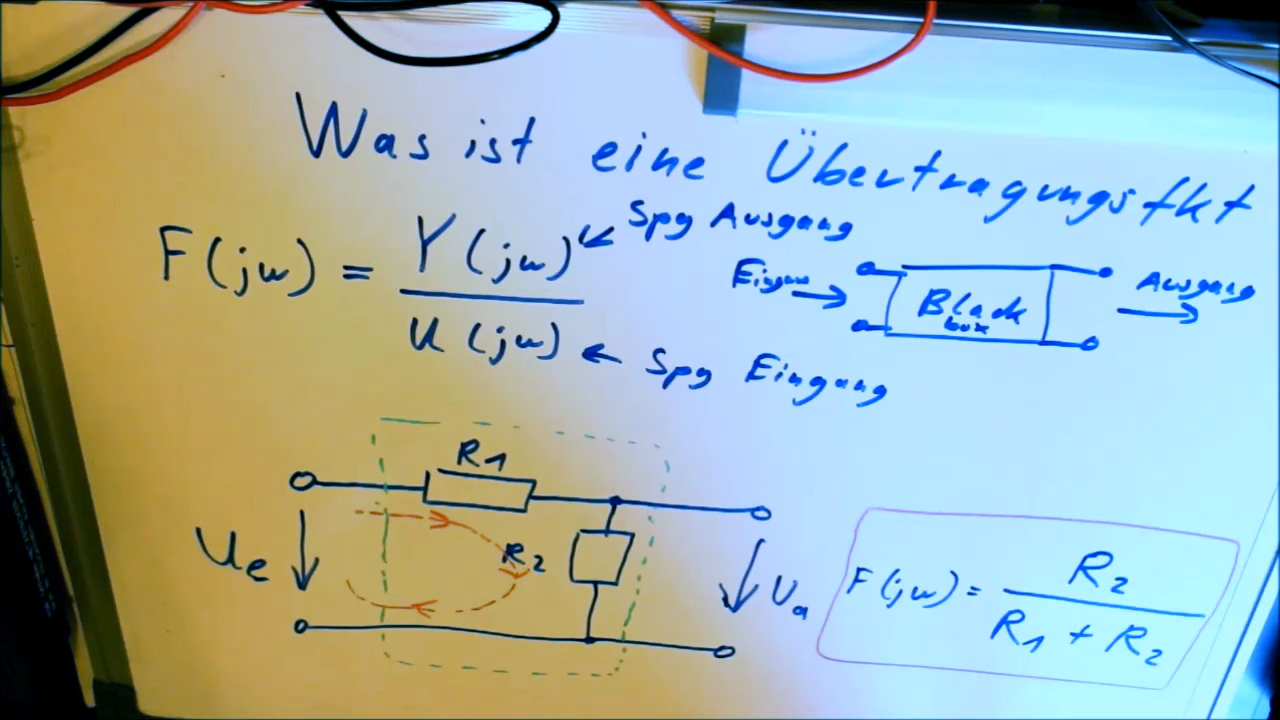 Was ist eine Übertragungsfkt
F(jw) = Y(jw) / U(jw)
Spg Ausgang
Spg Eingang
Eingang
Black
box
Ausgang
R1
R2
Ue
Ua
F(jw) = R2 / R1 + R2